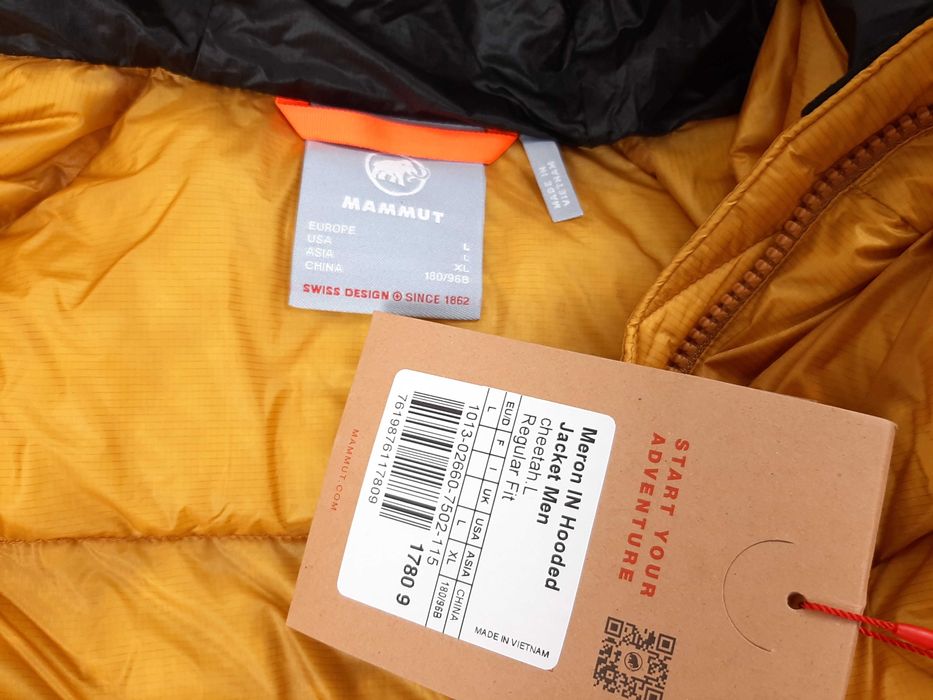 MAMMUT
EUROPE L
USA L
ASIA XL
CHINA 180/96B
SWISS DESIGN SINCE 1862
MADE IN
VIETNAM
START YOUR
ADVENTURE
Meron IN Hooded
Jacket Men
cheetah,L
Regular Fit
EU/D F I UK USA ASIA CHINA
L L XL 180/96B
1013-02660-7502-115
7619876117809
1780 9
MADE IN VIETNAM
MAMMUT.COM